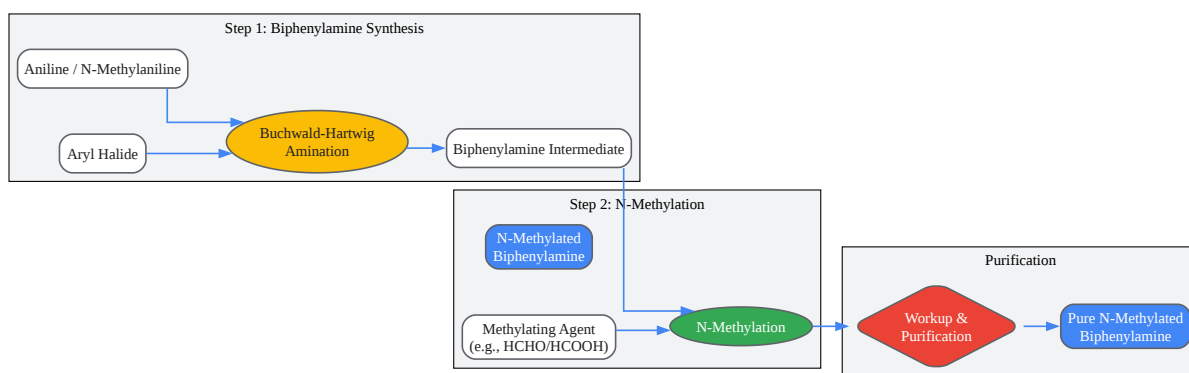 Step 1: Biphenylamine Synthesis
Aniline / N-Methylaniline
Buchwald-Hartwig
Amination
Aryl Halide
Biphenylamine Intermediate
Step 2: N-Methylation
N-Methylated
Biphenylamine
Methylating Agent
(e.g., HCHO/HCOOH)
N-Methylation
Purification
Workup &
Purification
Pure N-Methylated
Biphenylamine